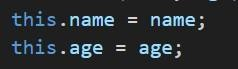 this.name = name;
this.age = age;